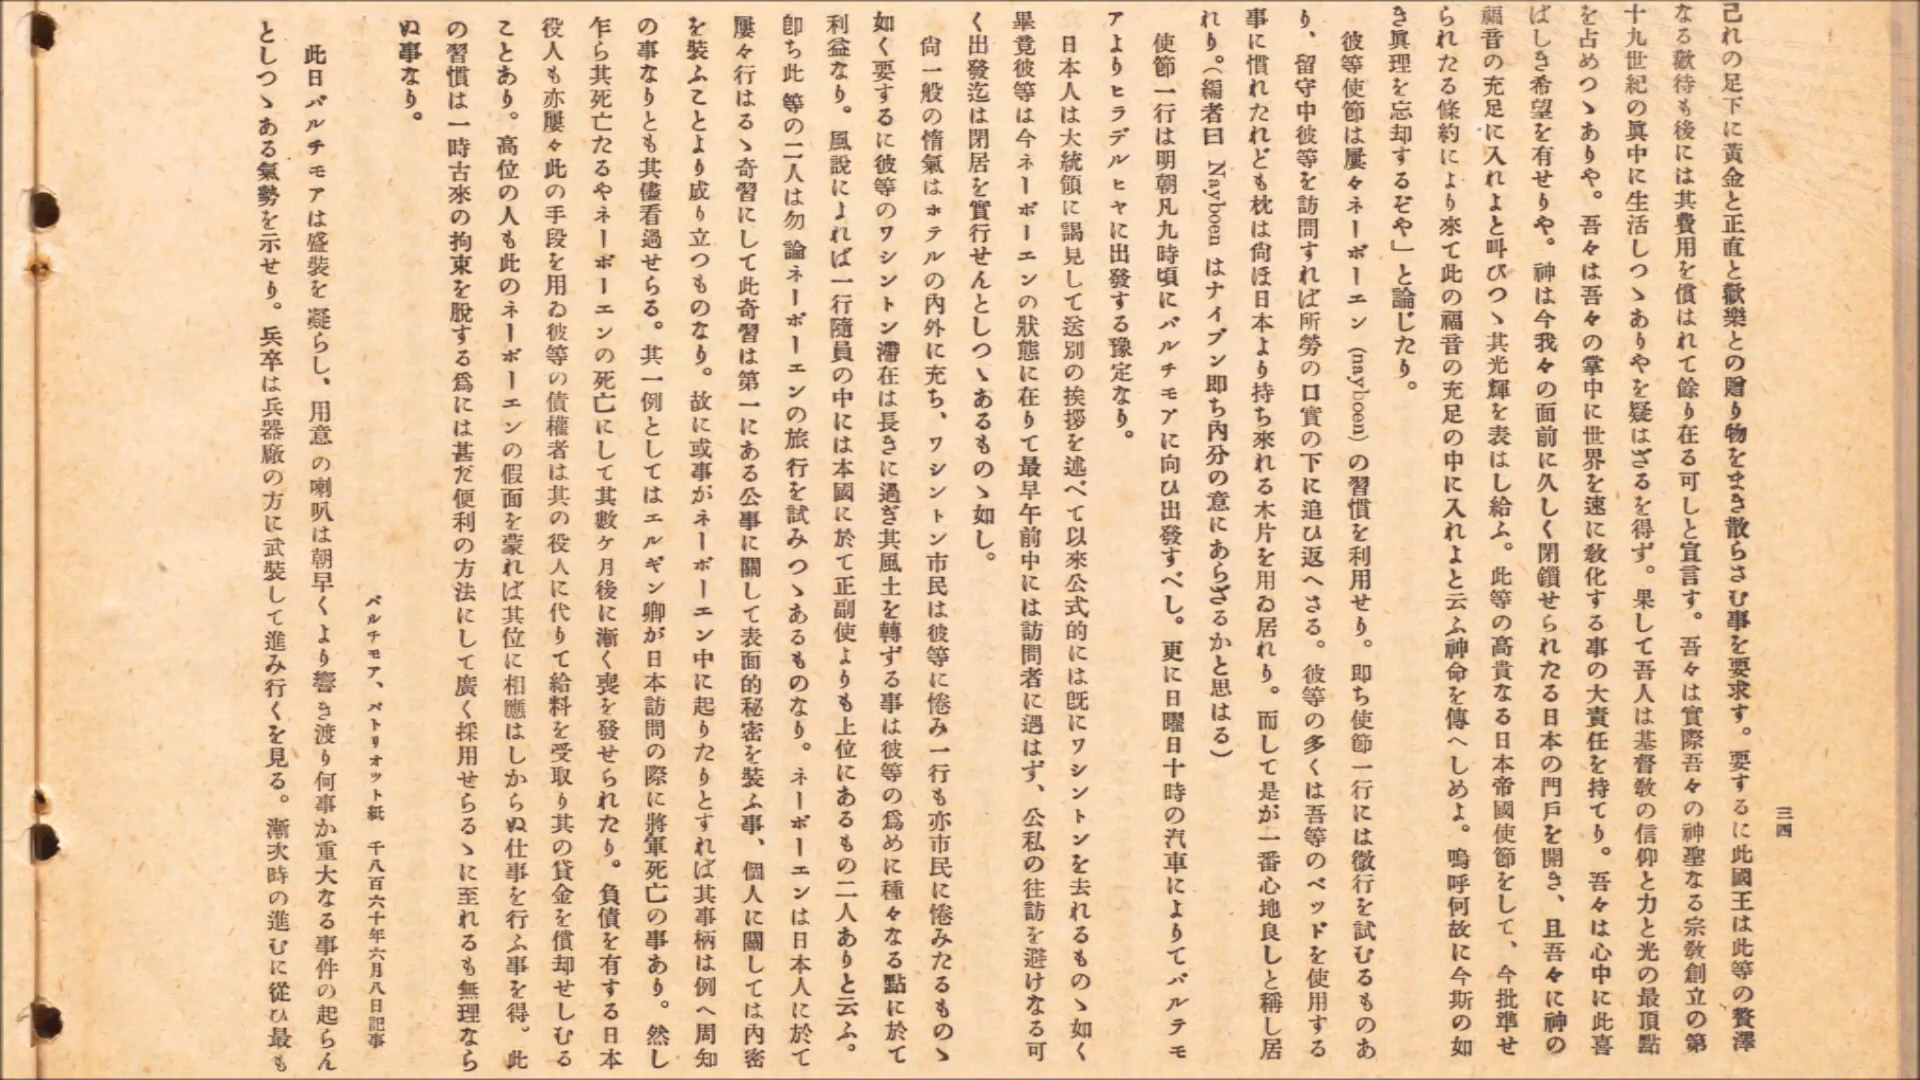 三四
己れの足下に黃金と正直と歡樂との贈り物をまき散らさむ事を要求す。要するに此國王は此等の贅澤
なる歡待も後には其費用を償はれて餘り在る可しと宣言す。吾々は實際吾々の神聖なる宗敎創立の第
十九世紀の眞中に生活しつゝありやを疑はざるを得ず。果して吾人は基督敎の信仰と力と光の最頂點
を占めつゝありや。吾々は吾々の掌中に世界を速に敎化する事の大責任を持てり。吾々は心中に此喜
ばしき希望を有せりや。神は今我々の面前に久しく閉鎖せられたる日本の門戶を開き、且吾々に神の
福音の充足に入れよと叫びつゝ其光輝を表はし給ふ。此等の高貴なる日本帝國使節をして、今批準せ
られたる條約により來て此の福音の充足の中に入れよと云ふ神命を傳へしめよ。嗚呼何故に今斯の如
き眞理を忘却するぞや」と論じたり。
彼等使節は屢々ネーボーエン (nayboen) の習慣を利用せり。卽ち使節一行には微行を試むるものあ
り、留守中彼等を訪問すれば所勞の口實の下に追ひ返へさる。彼等の多くは吾等のベッドを使用する
事に慣れたれども枕は尙ほ日本より持ち來れる木片を用ゐ居れり。而して是が一番心地良しと稱し居
れり。(編者曰 Nayboen はナイブン卽ち內分の意にあらざるかと思はる)
使節一行は明朝凡九時頃にバルチモアに向ひ出發すべし。更に日曜日十時の汽車によりてバルテモ
アよりヒラデルヒヤに出發する豫定なり。
日本人は大統領に謁見して送別の挨拶を述べて以來公式的には旣にワシントンを去れるものゝ如く
畢竟彼等は今ネーボーエンの狀態に在りて最早午前中には訪問者に遇はず、公私の往訪を避けなる可
く出發迄は閉居を實行せんとしつゝあるものゝ如し。
尙一般の惰氣はホテルの內外に充ち、ワシントン市民は彼等に倦み一行も亦市民に倦みたるものゝ
如く要するに彼等のワシントン滯在は長きに過ぎ其風土を轉ずる事は彼等の爲めに種々なる點に於て
利益なり。風說によれば一行隨員の中には本國に於て正副使よりも上位にあるもの二人ありと云ふ。
卽ち此等の二人は勿論ネーボーエンの旅行を試みつゝあるものなり。ネーボーエンは日本人に於て
屢々行はるゝ奇習にして此奇習は第一にある公事に關して表面的秘密を裝ふ事、個人に關しては內密
を裝ふことより成り立つものなり。故に或事がネーボーエン中に起りたりとすれば其事柄は例へ周知
の事なりとも其儘看過せらる。其一例としてはエルギン卿が日本訪問の際に將軍死亡の事あり。然し
乍ら其死亡たるやネーボーエンの死亡にして其數ケ月後に漸く喪を發せられたり。負債を有する日本
役人も亦屢々此の手段を用ゐ彼等の債權者は其の役人に代りて給料を受取り其の貸金を償却せしむる
ことあり。高位の人も此のネーボーエンの假面を蒙れば其位に相應はしからぬ仕事を行ふ事を得。此
の習慣は一時古來の拘束を脫する爲には甚だ便利の方法にして廣く採用せらるゝに至れるも無理なら
ぬ事なり。
バルチモア、パトリオット紙 千八百六十年六月八日記事
此日バルチモアは盛裝を凝らし、用意の喇叭は朝早くより響き渡り何事か重大なる事件の起らん
としつゝある氣勢を示せり。兵卒は兵器廠の方に武裝して進み行くを見る。漸次時の進むに從ひ最も